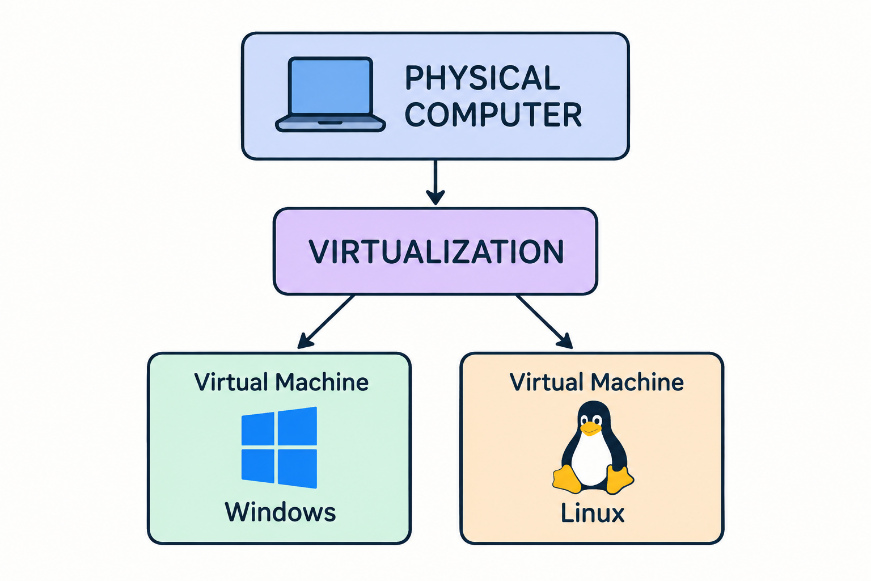 PHYSICAL
COMPUTER
VIRTUALIZATION
Virtual Machine
Windows
Virtual Machine
Linux